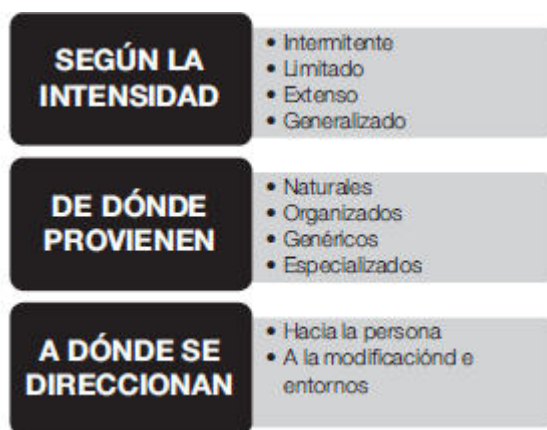 SEGÚN LA
INTENSIDAD
• Intermitente
• Limitado
• Extenso
• Generalizado
DE DÓNDE
PROVIENEN
• Naturales
• Organizados
• Genéricos
• Especializados
A DÓNDE SE
DIRECCIONAN
• Hacia la persona
• A la modificaciónd e
entornos